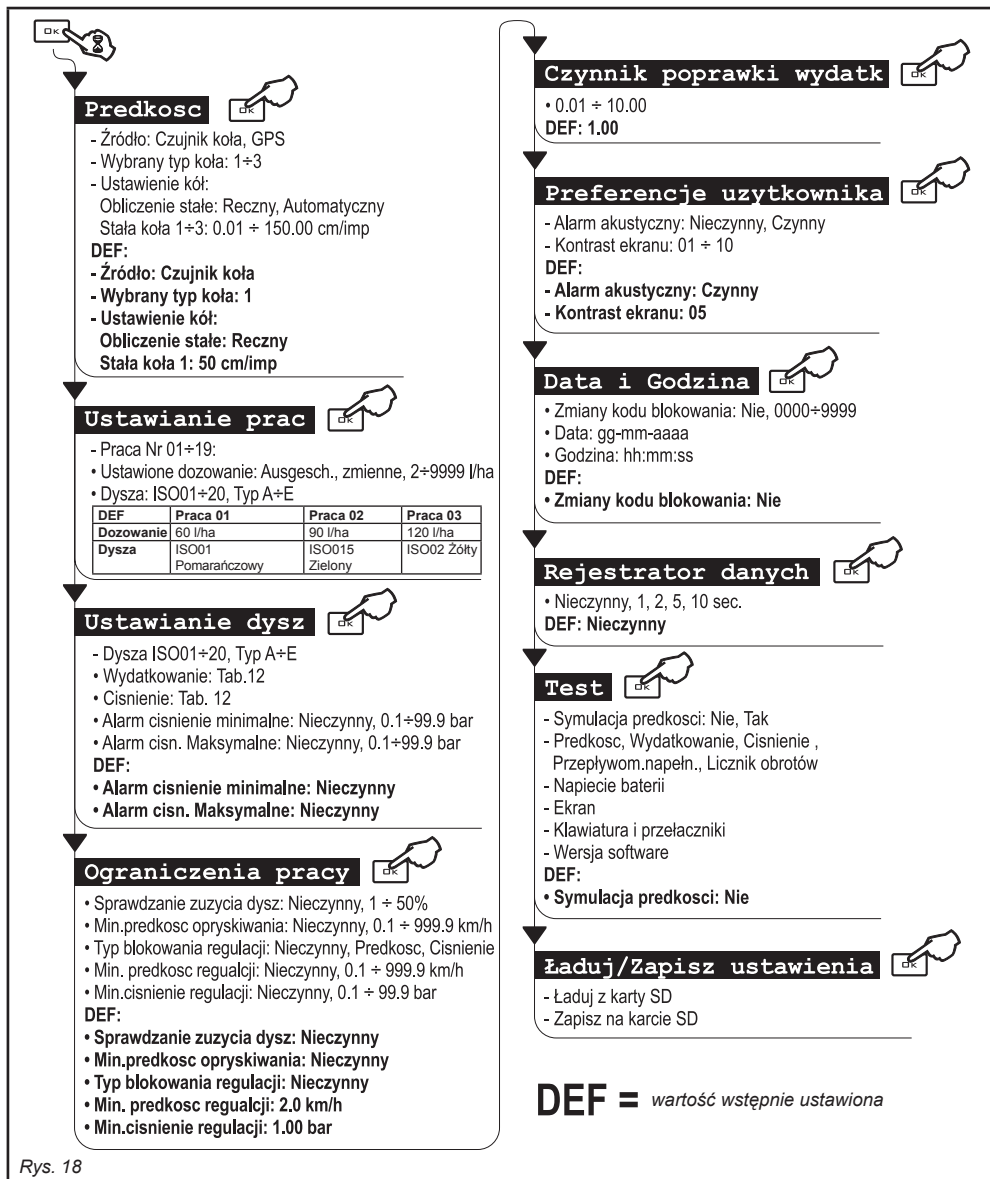 OK
Predkosc OK
- Źródło: Czujnik koła, GPS
- Wybrany typ koła: 1÷3
- Ustawienie kół:
Obliczenie stałe: Reczny, Automatyczny
Stała koła 1÷3: 0.01 ÷ 150.00 cm/imp
DEF:
- Źródło: Czujnik koła
- Wybrany typ koła: 1
- Ustawienie kół:
Obliczenie stałe: Reczny
Stała koła 1: 50 cm/imp
Ustawianie prac OK
- Praca Nr 01÷19:
• Ustawione dozowanie: Ausgesch., zmienne, 2÷9999 l/ha
• Dysza: ISO01÷20, Typ A÷E
DEF Praca 01 Praca 02 Praca 03
Dozowanie 60 l/ha 90 l/ha 120 l/ha
Dysza ISO01 ISO015 ISO02 Żółty
Pomarańczowy Zielony
Ustawianie dysz OK
- Dysza ISO01÷20, Typ A÷E
• Wydatkowanie: Tab.12
• Cisnienie: Tab. 12
• Alarm cisnienie minimalne: Nieczynny, 0.1÷99.9 bar
• Alarm cisn. Maksymalne: Nieczynny, 0.1÷99.9 bar
DEF:
• Alarm cisnienie minimalne: Nieczynny
• Alarm cisn. Maksymalne: Nieczynny
Ograniczenia pracy OK
• Sprawdzanie zuzycia dysz: Nieczynny, 1 ÷ 50%
• Min.predkosc opryskiwania: Nieczynny, 0.1 ÷ 999.9 km/h
• Typ blokowania regulacji: Nieczynny, Predkosc, Cisnienie
• Min. predkosc regualcji: Nieczynny, 0.1 ÷ 999.9 km/h
• Min.cisnienie regulacji: Nieczynny, 0.1 ÷ 99.9 bar
DEF:
• Sprawdzanie zuzycia dysz: Nieczynny
• Min.predkosc opryskiwania: Nieczynny
• Typ blokowania regulacji: Nieczynny
• Min. predkosc regualcji: 2.0 km/h
• Min.cisnienie regulacji: 1.00 bar
Czynnik poprawki wydatk OK
• 0.01 ÷ 10.00
DEF: 1.00
Preferencje uzytkownika OK
- Alarm akustyczny: Nieczynny, Czynny
- Kontrast ekranu: 01 ÷ 10
DEF:
- Alarm akustyczny: Czynny
- Kontrast ekranu: 05
Data i Godzina OK
• Zmiany kodu blokowania: Nie, 0000÷9999
• Data: gg-mm-aaaa
• Godzina: hh:mm:ss
DEF:
• Zmiany kodu blokowania: Nie
Rejestrator danych OK
• Nieczynny, 1, 2, 5, 10 sec.
DEF: Nieczynny
Test OK
- Symulacja predkosci: Nie, Tak
- Predkosc, Wydatkowanie, Cisnienie ,
Przepływom.napełn., Licznik obrotów
- Napiecie baterii
- Ekran
- Klawiatura i przełaczniki
- Wersja software
DEF:
• Symulacja predkosci: Nie
Ładuj/Zapisz ustawienia OK
- Ładuj z karty SD
- Zapisz na karcie SD
DEF = wartość wstępnie ustawiona
Rys. 18